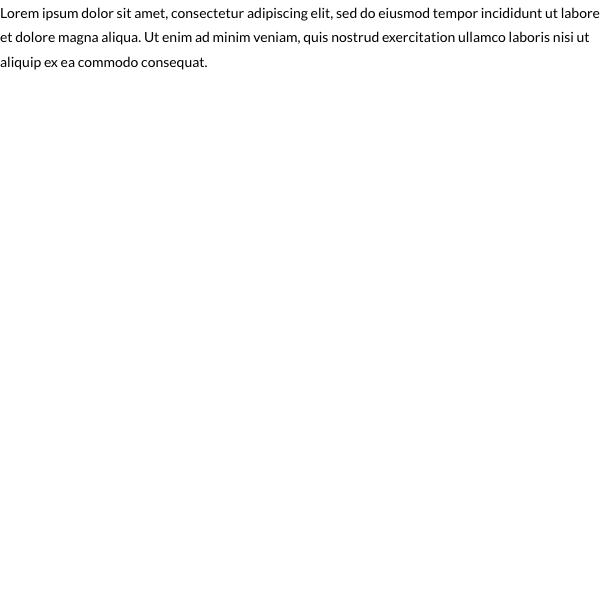 Lorem ipsum dolor sit amet, consectetur adipiscing elit, sed do eiusmod tempor incididunt ut labore
et dolore magna aliqua. Ut enim ad minim veniam, quis nostrud exercitation ullamco laboris nisi ut
aliquip ex ea commodo consequat.